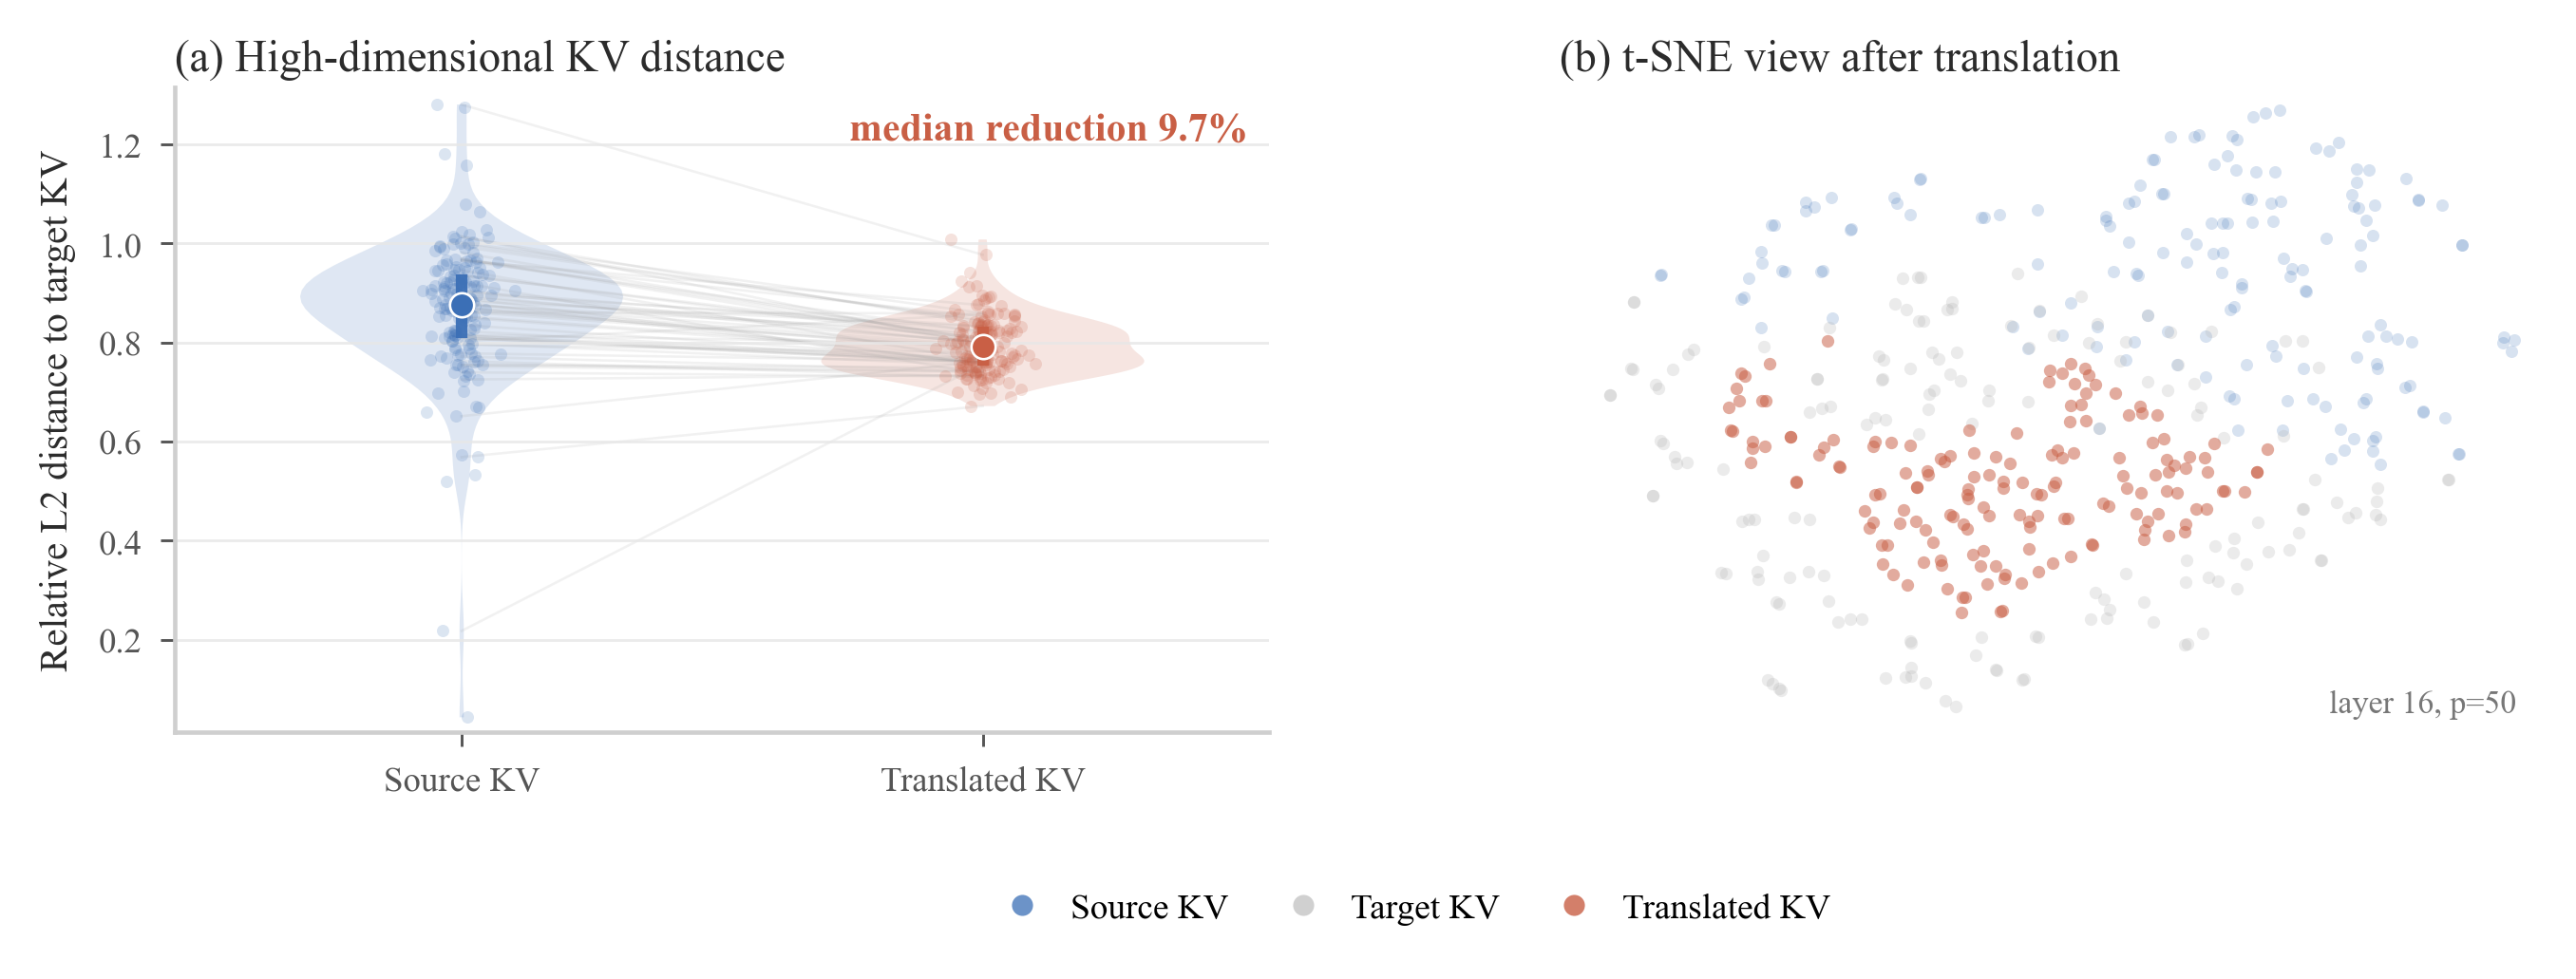 (a) High-dimensional KV distance
median reduction 9.7%
Relative L2 distance to target KV
1.2
1.0
0.8
0.6
0.4
0.2
Source KV
Translated KV
(b) t-SNE view after translation
layer 16, p=50
Source KV
Target KV
Translated KV